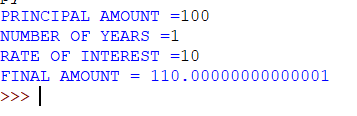 PRINCIPAL AMOUNT =100
NUMBER OF YEARS =1
RATE OF INTEREST =10
FINAL AMOUNT = 110.00000000000001
>>>